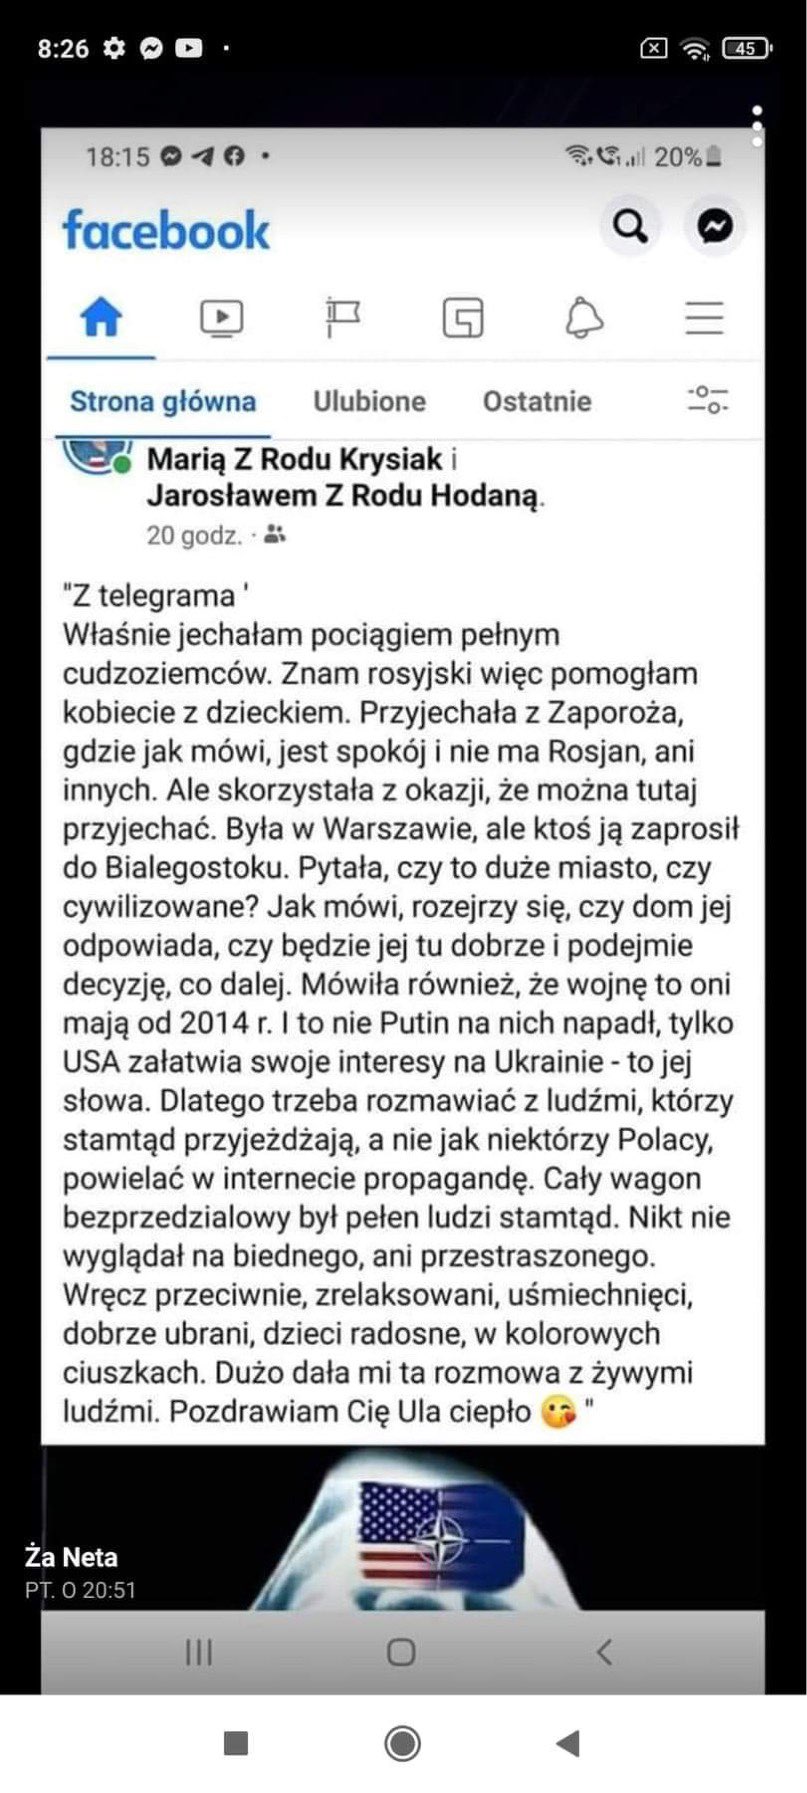 8:26
45
18:15
20%
facebook
Strona główna
Ulubione
Ostatnie
Marią Z Rodu Krysiak i
Jarosławem Z Rodu Hodaną.
20 godz. ·
"Z telegrama '
Właśnie jechałam pociągiem pełnym
cudzoziemców. Znam rosyjski więc pomogłam
kobiecie z dzieckiem. Przyjechała z Zaporoża,
gdzie jak mówi, jest spokój i nie ma Rosjan, ani
innych. Ale skorzystała z okazji, że można tutaj
przyjechać. Była w Warszawie, ale ktoś ją zaprosił
do Bialegostoku. Pytała, czy to duże miasto, czy
cywilizowane? Jak mówi, rozejrzy się, czy dom jej
odpowiada, czy będzie jej tu dobrze i podejmie
decyzję, co dalej. Mówiła również, że wojnę to oni
mają od 2014 r. I to nie Putin na nich napadł, tylko
USA załatwia swoje interesy na Ukrainie - to jej
słowa. Dlatego trzeba rozmawiać z ludźmi, którzy
stamtąd przyjeżdżają, a nie jak niektórzy Polacy,
powielać w internecie propagandę. Cały wagon
bezprzedzialowy był pełen ludzi stamtąd. Nikt nie
wyglądał na biednego, ani przestraszonego.
Wręcz przeciwnie, zrelaksowani, uśmiechnięci,
dobrze ubrani, dzieci radosne, w kolorowych
ciuszkach. Dużo dała mi ta rozmowa z żywymi
ludźmi. Pozdrawiam Cię Ula ciepło 😘 "
Ża Neta
PT. O 20:51